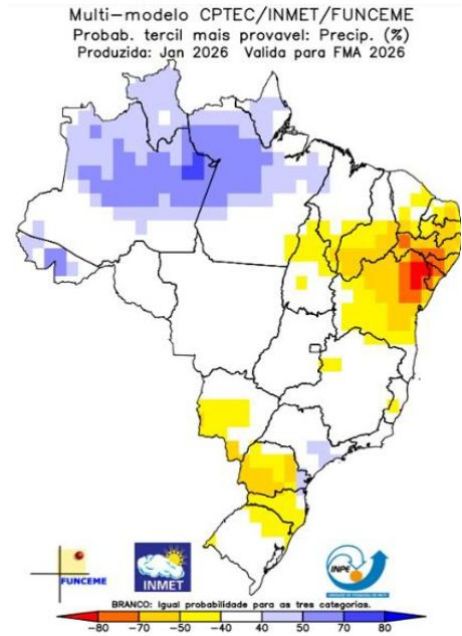 Multi-modelo CPTEC/INMET/FUNCEME
Probab. tercil mais provavel: Precip. (%)
Produzida: Jan 2026 Valida para FMA 2026
FUNCEME
INMET
INPE
BRANCO: Igual probabilidade para as tres categorias.
-80 -70 -50 -40 40 50 70 80